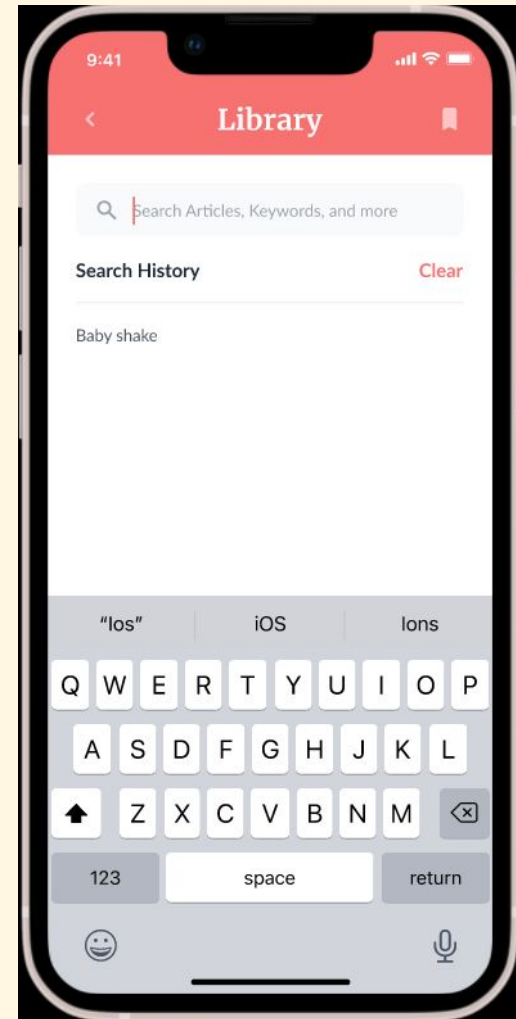 9:41
Library
Search Articles, Keywords, and more
Search History Clear
Baby shake
“Ios” iOS Ions
Q W E R T Y U I O P
A S D F G H J K L
Z X C V B N M
123 space return